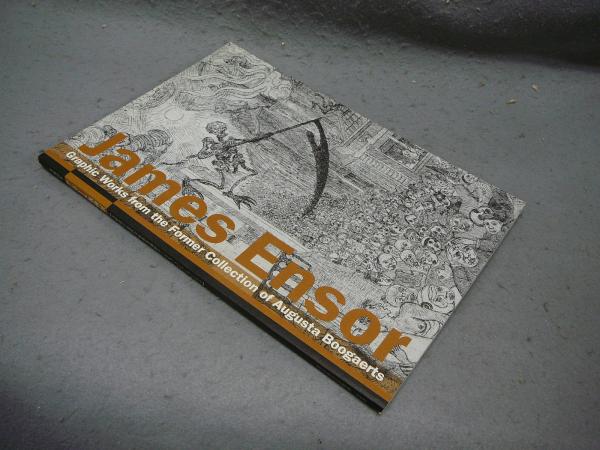 James Ensor
Graphic Works from the Former Collection of Augusta Boogaerts